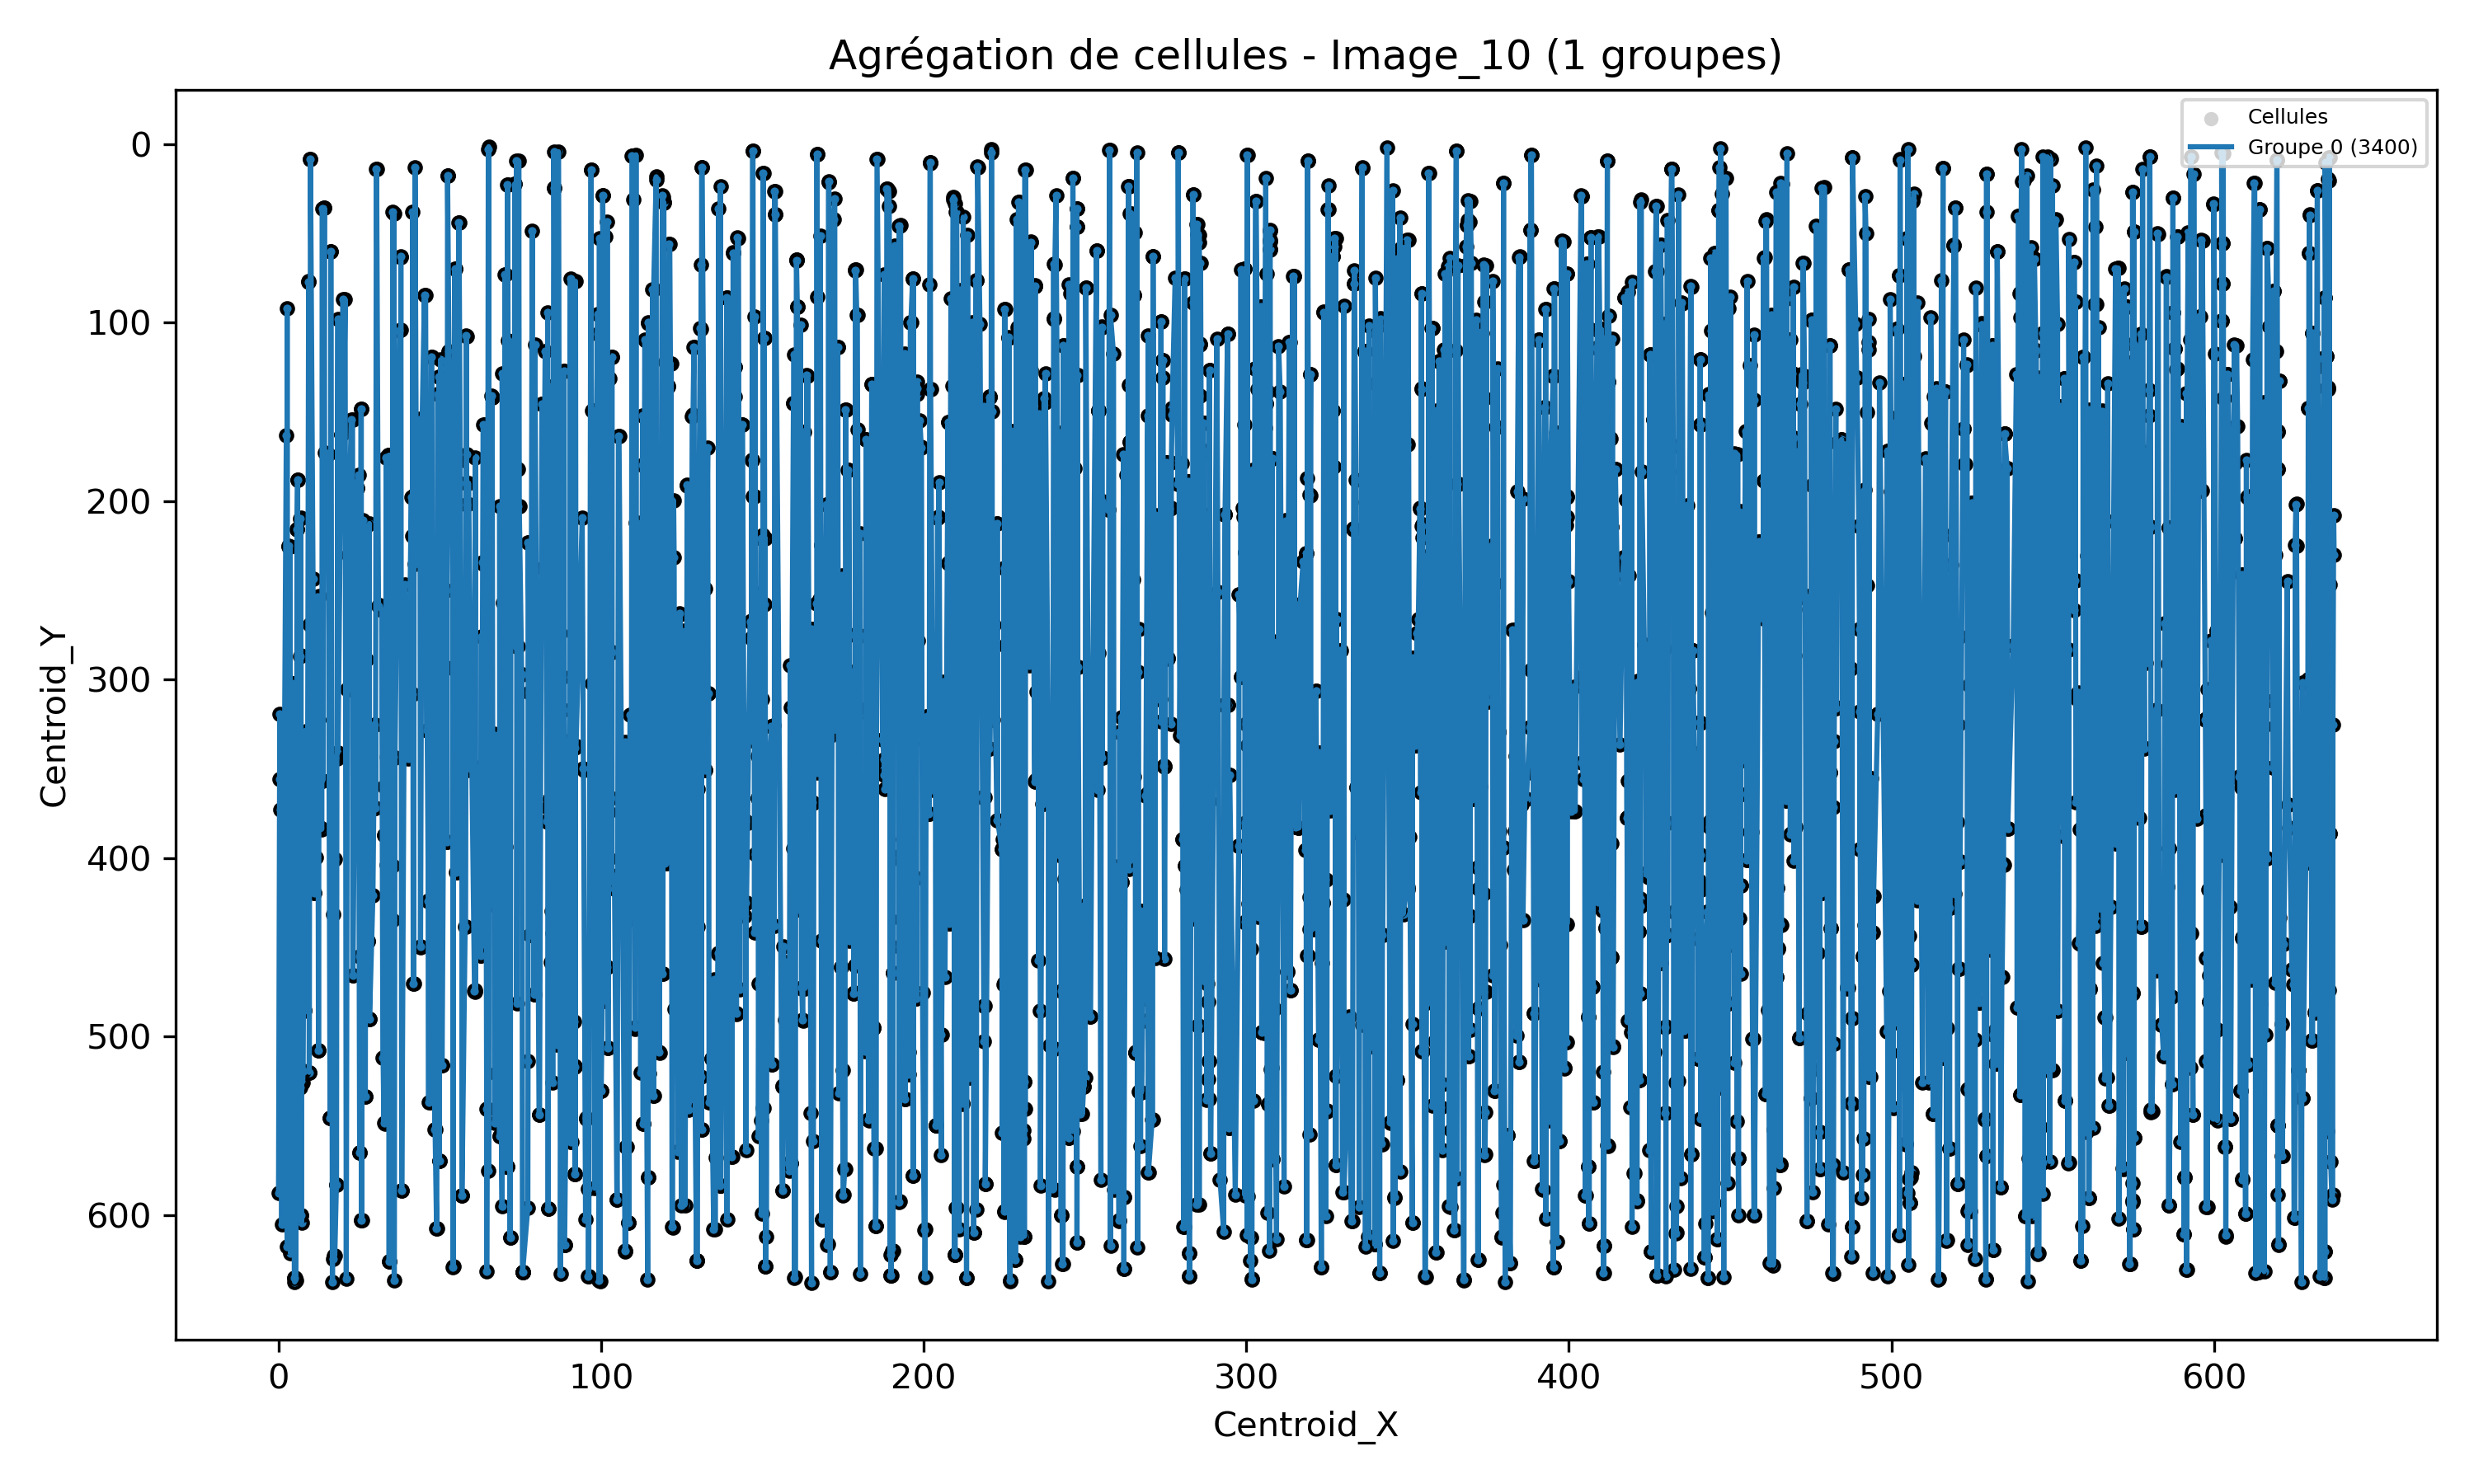 Agrégation de cellules - Image_10 (1 groupes)
Cellules
Groupe 0 (3400)
Centroid_Y
0
100
200
300
400
500
600
0 100 200 300 400 500 600
Centroid_X